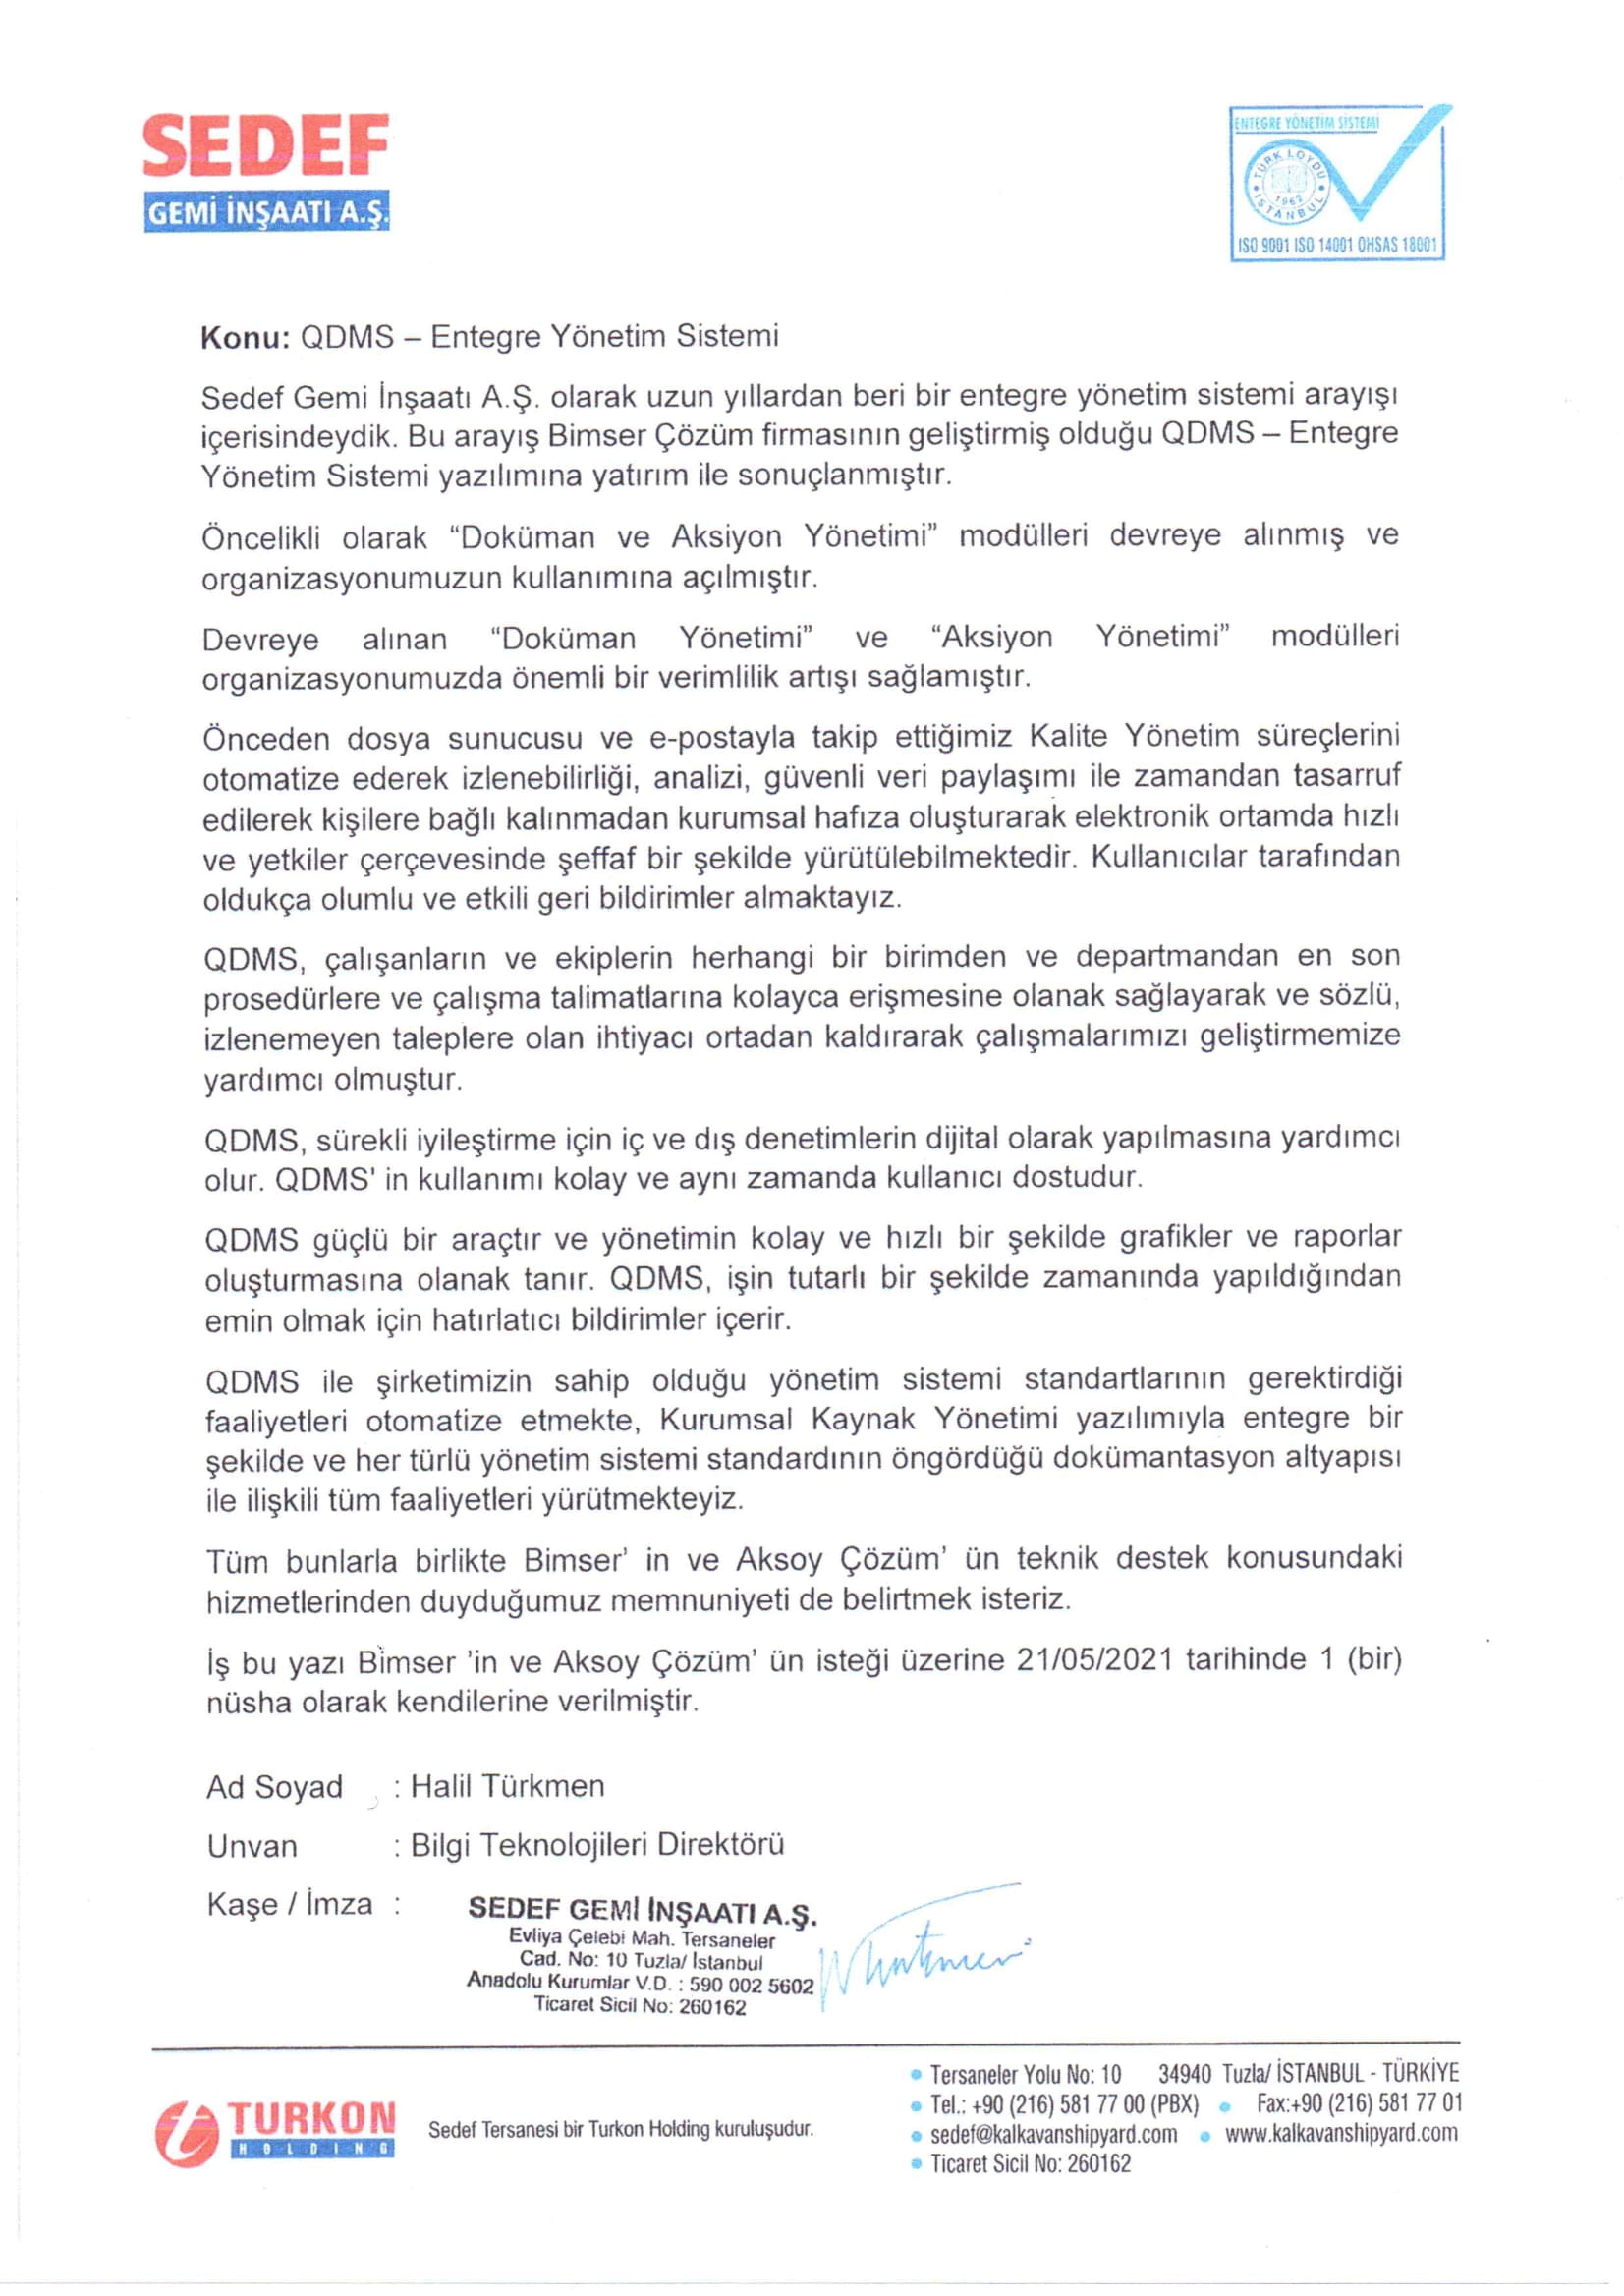 SEDEF
GEMİ İNŞAATI A.Ş.
ENTEGRE YÖNETİM SİSTEMİ
TÜRK LOYDU
1962
İSTANBUL
ISO 9001 ISO 14001 OHSAS 18001
Konu: QDMS – Entegre Yönetim Sistemi
Sedef Gemi İnşaatı A.Ş. olarak uzun yıllardan beri bir entegre yönetim sistemi arayışı
içerisindeydik. Bu arayış Bimser Çözüm firmasının geliştirmiş olduğu QDMS – Entegre
Yönetim Sistemi yazılımına yatırım ile sonuçlanmıştır.
Öncelikli olarak “Doküman ve Aksiyon Yönetimi” modülleri devreye alınmış ve
organizasyonumuzun kullanımına açılmıştır.
Devreye alınan “Doküman Yönetimi” ve “Aksiyon Yönetimi” modülleri
organizasyonumuzda önemli bir verimlilik artışı sağlamıştır.
Önceden dosya sunucusu ve e-postayla takip ettiğimiz Kalite Yönetim süreçlerini
otomatize ederek izlenebilirliği, analizi, güvenli veri paylaşımı ile zamandan tasarruf
edilerek kişilere bağlı kalınmadan kurumsal hafıza oluşturarak elektronik ortamda hızlı
ve yetkiler çerçevesinde şeffaf bir şekilde yürütülebilmektedir. Kullanıcılar tarafından
oldukça olumlu ve etkili geri bildirimler almaktayız.
QDMS, çalışanların ve ekiplerin herhangi bir birimden ve departmandan en son
prosedürlere ve çalışma talimatlarına kolayca erişmesine olanak sağlayarak ve sözlü,
izlenemeyen taleplere olan ihtiyacı ortadan kaldırarak çalışmalarımızı geliştirmemize
yardımcı olmuştur.
QDMS, sürekli iyileştirme için iç ve dış denetimlerin dijital olarak yapılmasına yardımcı
olur. QDMS' in kullanımı kolay ve aynı zamanda kullanıcı dostudur.
QDMS güçlü bir araçtır ve yönetimin kolay ve hızlı bir şekilde grafikler ve raporlar
oluşturmasına olanak tanır. QDMS, işin tutarlı bir şekilde zamanında yapıldığından
emin olmak için hatırlatıcı bildirimler içerir.
QDMS ile şirketimizin sahip olduğu yönetim sistemi standartlarının gerektirdiği
faaliyetleri otomatize etmekte, Kurumsal Kaynak Yönetimi yazılımıyla entegre bir
şekilde ve her türlü yönetim sistemi standardının öngördüğü dokümantasyon altyapısı
ile ilişkili tüm faaliyetleri yürütmekteyiz.
Tüm bunlarla birlikte Bimser’ in ve Aksoy Çözüm’ ün teknik destek konusundaki
hizmetlerinden duyduğumuz memnuniyeti de belirtmek isteriz.
İş bu yazı Bimser ’in ve Aksoy Çözüm’ ün isteği üzerine 21/05/2021 tarihinde 1 (bir)
nüsha olarak kendilerine verilmiştir.
Ad Soyad : Halil Türkmen
Unvan : Bilgi Teknolojileri Direktörü
Kaşe / İmza :
SEDEF GEMİ İNŞAATI A.Ş.
Evliya Çelebi Mah. Tersaneler
Cad. No: 10 Tuzla/ İstanbul
Anadolu Kurumlar V.D. : 590 002 5602
Ticaret Sicil No: 260162
TURKON
HOLDING
Sedef Tersanesi bir Turkon Holding kuruluşudur.
• Tersaneler Yolu No: 10 34940 Tuzla/ İSTANBUL - TÜRKİYE
• Tel.: +90 (216) 581 77 00 (PBX) • Fax:+90 (216) 581 77 01
• sedef@kalkavanshipyard.com • www.kalkavanshipyard.com
• Ticaret Sicil No: 260162